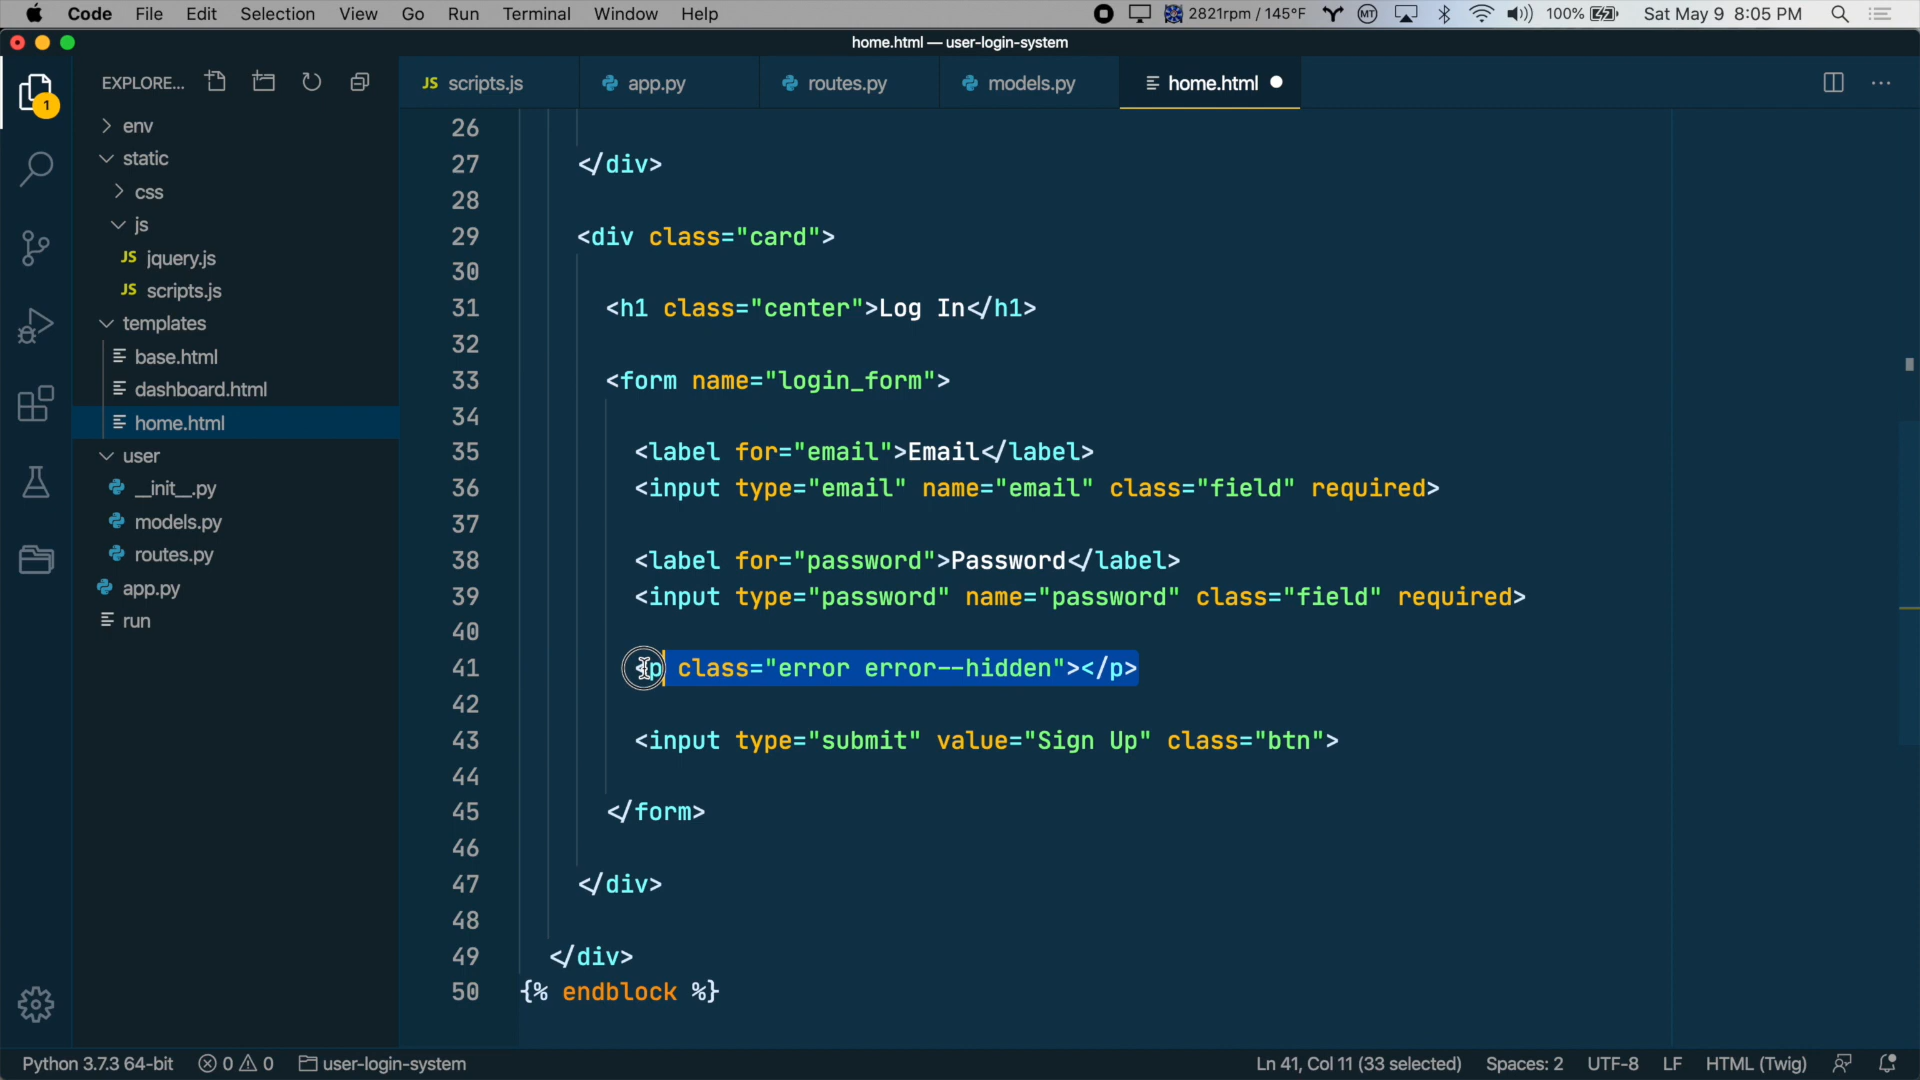 Code File Edit Selection View Go Run Terminal Window Help 2821rpm / 145°F MT 100% Sat May 9 8:05 PM
home.html — user-login-system
EXPLORE...
JS scripts.js app.py routes.py models.py home.html
1
env
static
css
js
JS jquery.js
JS scripts.js
templates
base.html
dashboard.html
home.html
user
__init__.py
models.py
routes.py
app.py
run
26
27 </div>
28
29 <div class="card">
30
31 <h1 class="center">Log In</h1>
32
33 <form name="login_form">
34
35 <label for="email">Email</label>
36 <input type="email" name="email" class="field" required>
37
38 <label for="password">Password</label>
39 <input type="password" name="password" class="field" required>
40
41 <p class="error error--hidden"></p>
42
43 <input type="submit" value="Sign Up" class="btn">
44
45 </form>
46
47 </div>
48
49 </div>
50 {% endblock %}
Python 3.7.3 64-bit 0 0 user-login-system Ln 41, Col 11 (33 selected) Spaces: 2 UTF-8 LF HTML (Twig)